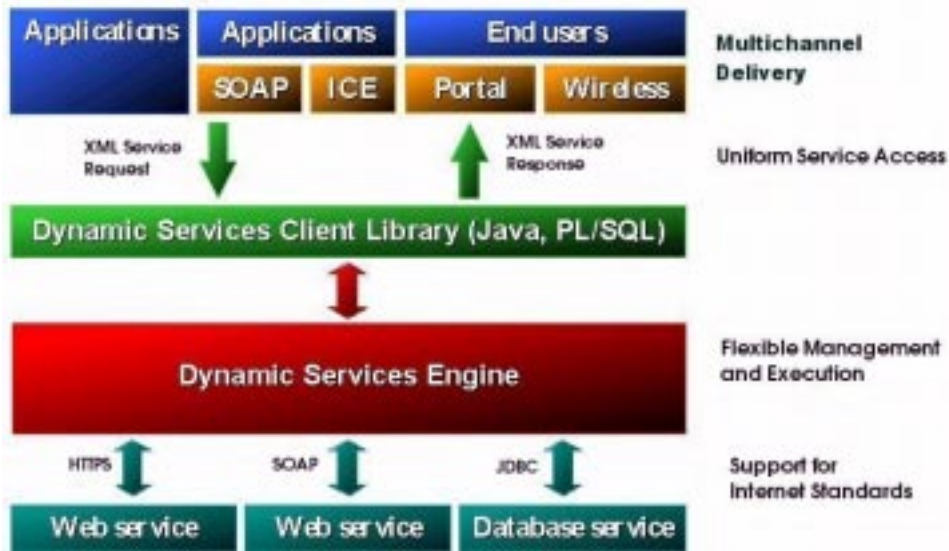 Applications
Applications
End users
SOAP
ICE
Portal
Wireless
Multichannel
Delivery
XML Service
Request
XML Service
Response
Uniform Service Access
Dynamic Services Client Library (Java, PL/SQL)
Dynamic Services Engine
Flexible Management
and Execution
HTTPS
SOAP
JDBC
Support for
Internet Standards
Web service
Web service
Database service